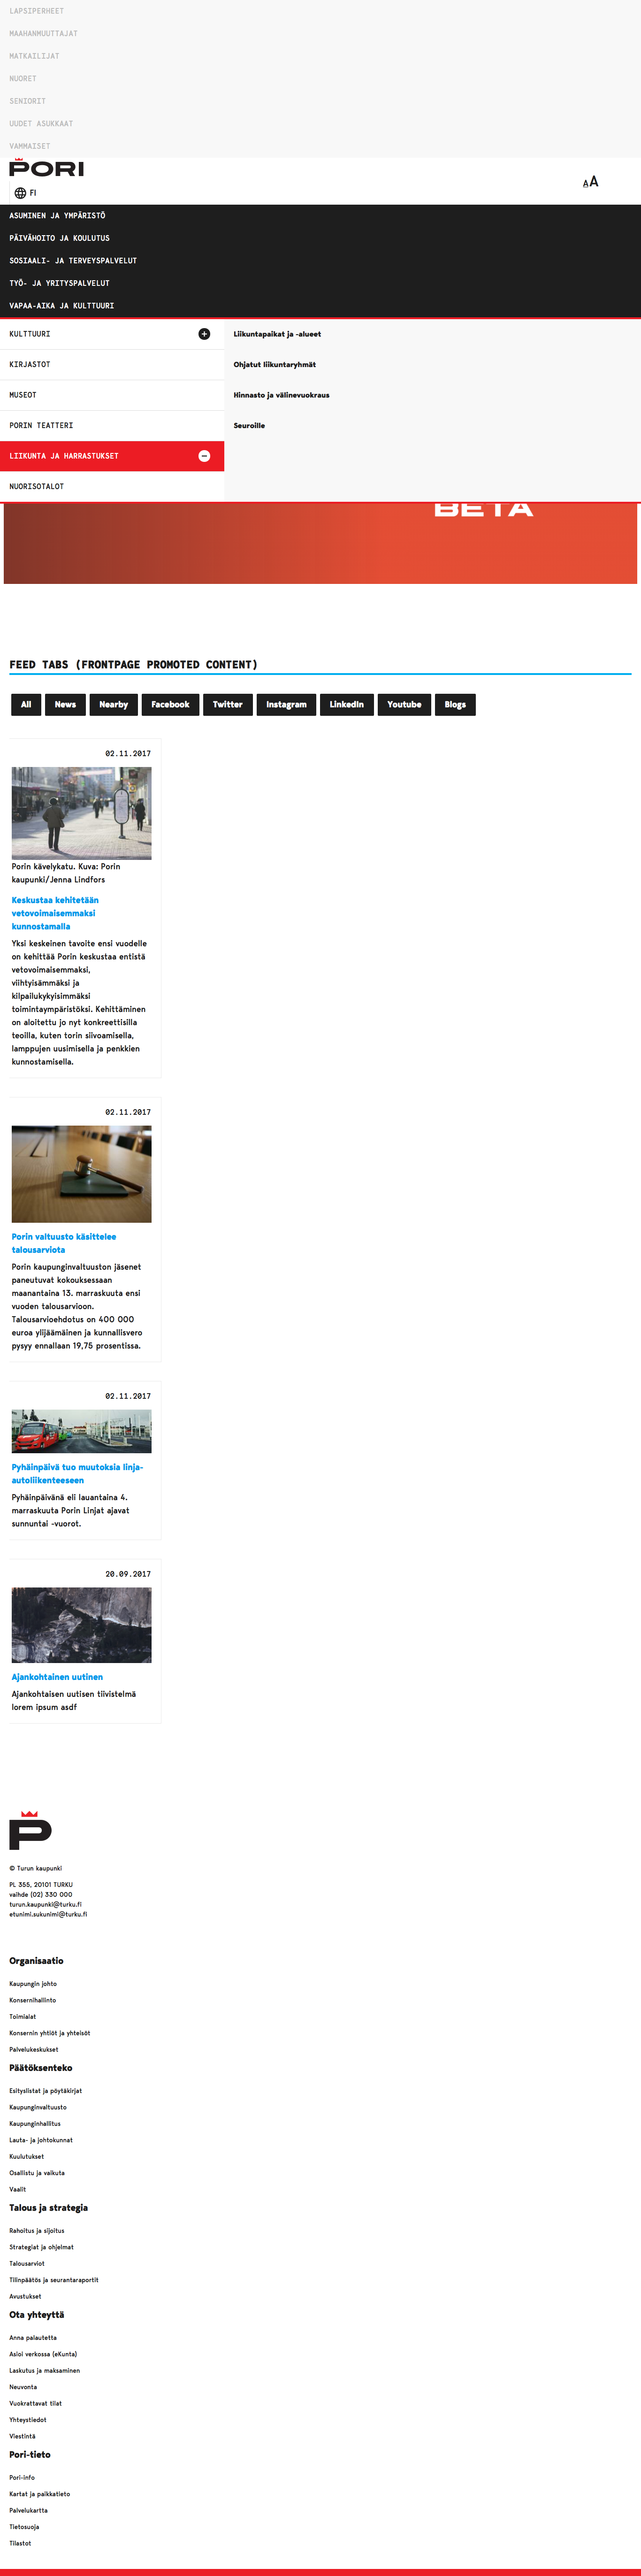 LAPSIPERHEET
MAAHANMUUTTAJAT
MATKAILIJAT
NUORET
SENIORIT
UUDET ASUKKAAT
VAMMAISET
PORI
FI
AA
ASUMINEN JA YMPÄRISTÖ
PÄIVÄHOITO JA KOULUTUS
SOSIAALI- JA TERVEYSPALVELUT
TYÖ- JA YRITYSPALVELUT
VAPAA-AIKA JA KULTTUURI
KULTTUURI
KIRJASTOT
MUSEOT
PORIN TEATTERI
LIIKUNTA JA HARRASTUKSET
NUORISOTALOT
Liikuntapaikat ja -alueet
Ohjatut liikuntaryhmät
Hinnasto ja välinevuokraus
Seuroille
BETA
FEED TABS (FRONTPAGE PROMOTED CONTENT)
All News Nearby Facebook Twitter Instagram LinkedIn Youtube Blogs
02.11.2017
Porin kävelykatu. Kuva: Porin
kaupunki/Jenna Lindfors
Keskustaa kehitetään
vetovoimaisemmaksi
kunnostamalla
Yksi keskeinen tavoite ensi vuodelle
on kehittää Porin keskustaa entistä
vetovoimaisemmaksi,
viihtyisämmäksi ja
kilpailukykyisimmäksi
toimintaympäristöksi. Kehittäminen
on aloitettu jo nyt konkreettisilla
teoilla, kuten torin siivoamisella,
lamppujen uusimisella ja penkkien
kunnostamisella.
02.11.2017
Porin valtuusto käsittelee
talousarviota
Porin kaupunginvaltuuston jäsenet
paneutuvat kokouksessaan
maanantaina 13. marraskuuta ensi
vuoden talousarvioon.
Talousarvioehdotus on 400 000
euroa ylijäämäinen ja kunnallisvero
pysyy ennallaan 19,75 prosentissa.
02.11.2017
Pyhäinpäivä tuo muutoksia linja-
autoliikenteeseen
Pyhäinpäivänä eli lauantaina 4.
marraskuuta Porin Linjat ajavat
sunnuntai -vuorot.
20.09.2017
Ajankohtainen uutinen
Ajankohtaisen uutisen tiivistelmä
lorem ipsum asdf
P
© Turun kaupunki
PL 355, 20101 TURKU
vaihde (02) 330 000
turun.kaupunki@turku.fi
etunimi.sukunimi@turku.fi
Organisaatio
Kaupungin johto
Konsernihallinto
Toimialat
Konsernin yhtiöt ja yhteisöt
Palvelukeskukset
Päätöksenteko
Esityslistat ja pöytäkirjat
Kaupunginvaltuusto
Kaupunginhallitus
Lauta- ja johtokunnat
Kuulutukset
Osallistu ja vaikuta
Vaalit
Talous ja strategia
Rahoitus ja sijoitus
Strategiat ja ohjelmat
Talousarviot
Tilinpäätös ja seurantaraportit
Avustukset
Ota yhteyttä
Anna palautetta
Asioi verkossa (eKunta)
Laskutus ja maksaminen
Neuvonta
Vuokrattavat tilat
Yhteystiedot
Viestintä
Pori-tieto
Pori-info
Kartat ja paikkatieto
Palvelukartta
Tietosuoja
Tilastot